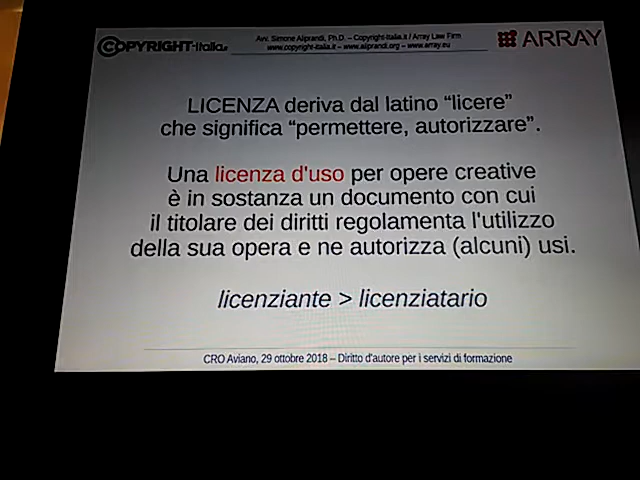 COPYRIGHT-Italia.it
Avv. Simone Aliprandi, Ph.D. – Copyright-Italia.it / Array Law Firm
www.copyright-italia.it – www.aliprandi.org – www.array.eu
ARRAY
LICENZA deriva dal latino “licere”
che significa “permettere, autorizzare”.
Una licenza d'uso per opere creative
è in sostanza un documento con cui
il titolare dei diritti regolamenta l'utilizzo
della sua opera e ne autorizza (alcuni) usi.
licenziante > licenziatario
CRO Aviano, 29 ottobre 2018 – Diritto d'autore per i servizi di formazione